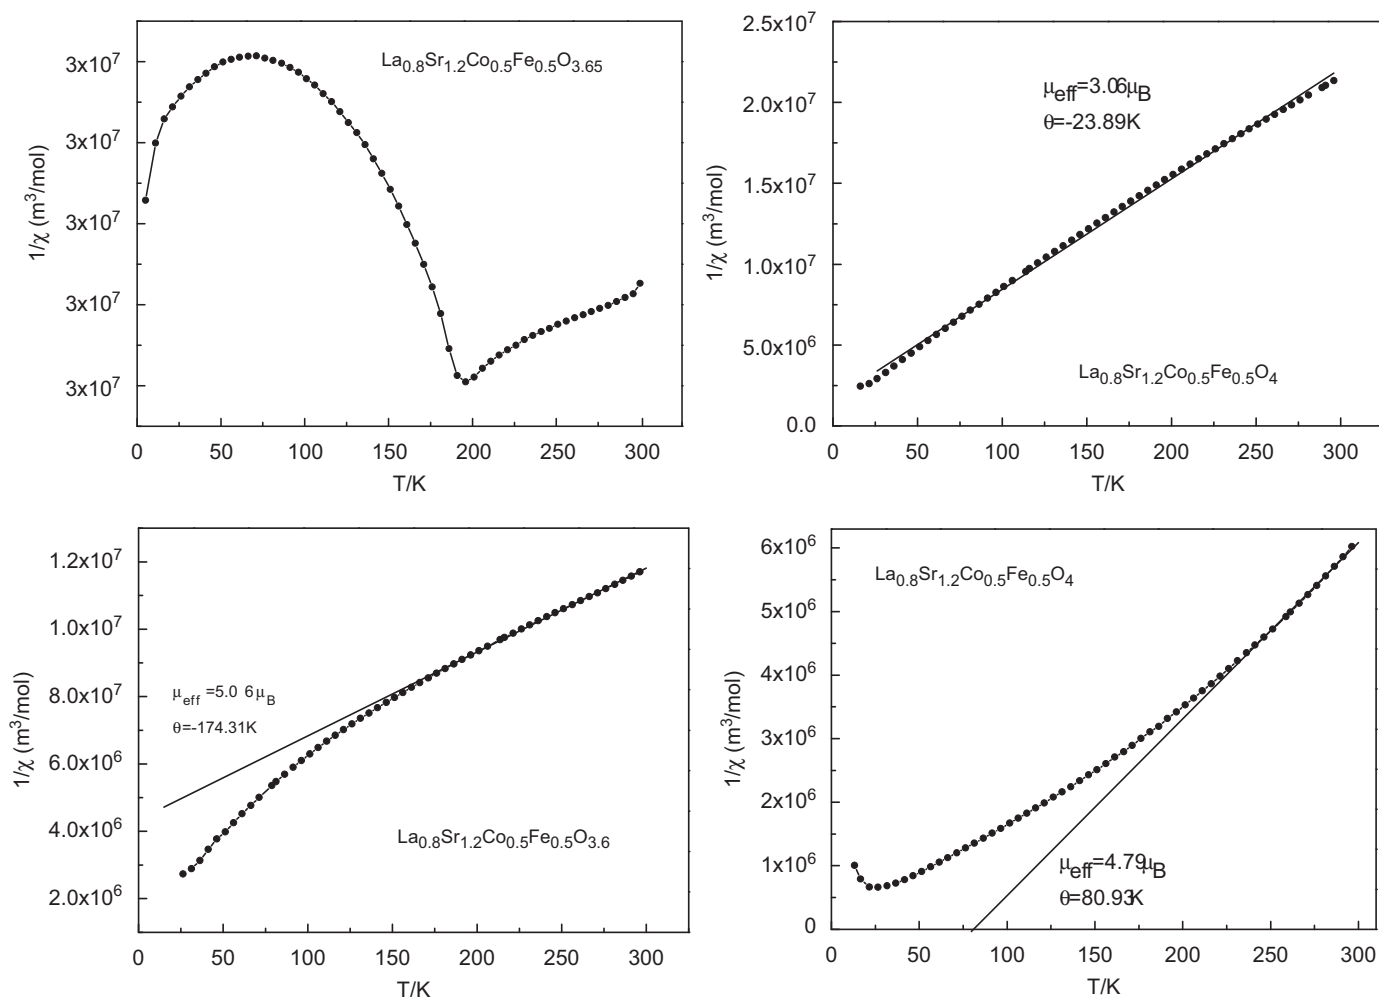 3x10⁷
3x10⁷
3x10⁷
3x10⁷
3x10⁷
1/χ (m³/mol)
La₀.₈Sr₁.₂Co₀.₅Fe₀.₅O₃.₆₅
0 50 100 150 200 250 300
T/K
2.5x10⁷
2.0x10⁷
1.5x10⁷
1.0x10⁷
5.0x10⁶
0.0
1/χ (m³/mol)
μeff=3.06μB
θ=-23.89K
La₀.₈Sr₁.₂Co₀.₅Fe₀.₅O₄
0 50 100 150 200 250 300
T/K
1.2x10⁷
1.0x10⁷
8.0x10⁶
6.0x10⁶
4.0x10⁶
2.0x10⁶
1/χ (m³/mol)
μeff =5.0 6μB
θ=-174.31K
La₀.₈Sr₁.₂Co₀.₅Fe₀.₅O₃.₆
0 50 100 150 200 250 300
T/K
6x10⁶
5x10⁶
4x10⁶
3x10⁶
2x10⁶
1x10⁶
0
1/χ (m³/mol)
La₀.₈Sr₁.₂Co₀.₅Fe₀.₅O₄
μeff=4.79μB
θ=80.93K
0 50 100 150 200 250 300
T/K